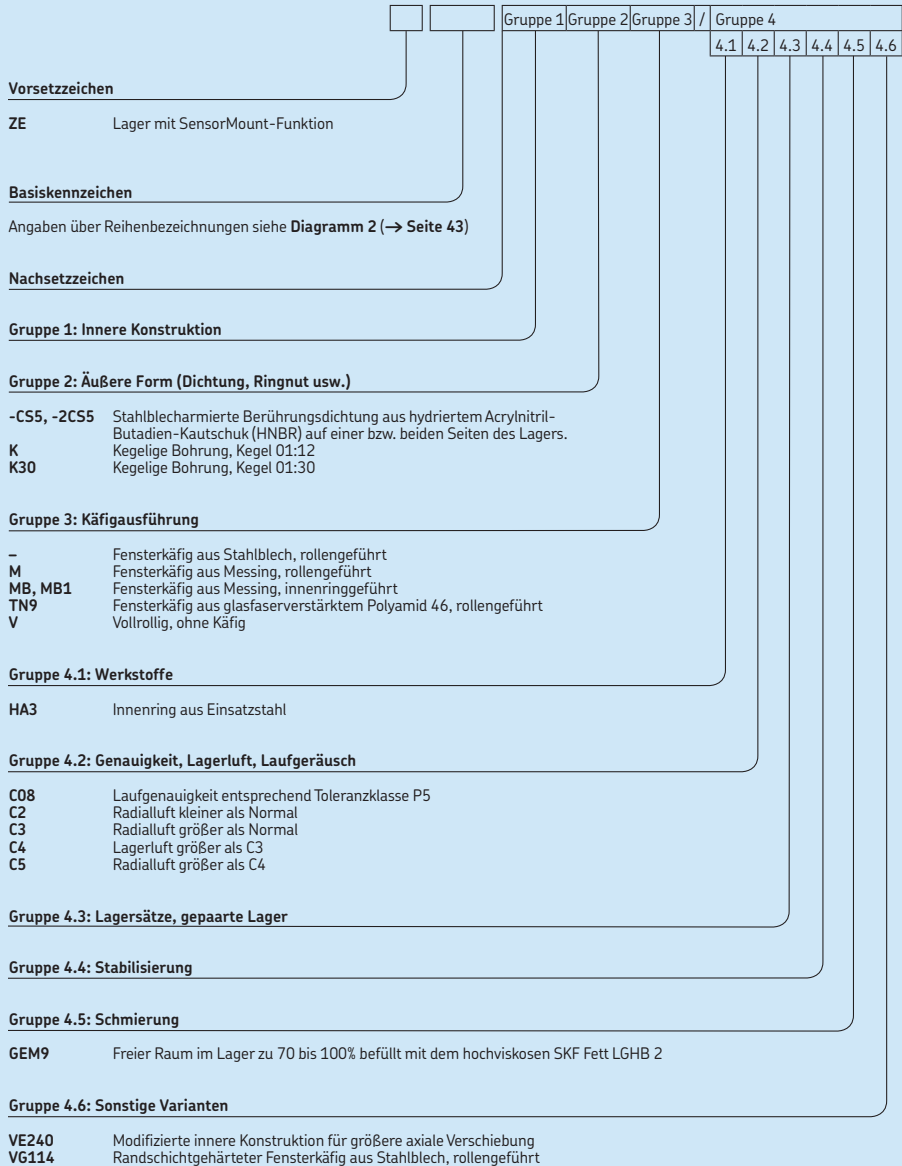 Gruppe 1 Gruppe 2 Gruppe 3 / Gruppe 4
4.1 4.2 4.3 4.4 4.5 4.6
Vorsetzzeichen
ZE Lager mit SensorMount-Funktion
Basiskennzeichen
Angaben über Reihenbezeichnungen siehe Diagramm 2 (→ Seite 43)
Nachsetzzeichen
Gruppe 1: Innere Konstruktion
Gruppe 2: Äußere Form (Dichtung, Ringnut usw.)
-CS5, -2CS5 Stahlblecharmierte Berührungsdichtung aus hydriertem Acrylnitril-
Butadien-Kautschuk (HNBR) auf einer bzw. beiden Seiten des Lagers.
K Kegelige Bohrung, Kegel 01:12
K30 Kegelige Bohrung, Kegel 01:30
Gruppe 3: Käfigausführung
– Fensterkäfig aus Stahlblech, rollengeführt
M Fensterkäfig aus Messing, rollengeführt
MB, MB1 Fensterkäfig aus Messing, innenringgeführt
TN9 Fensterkäfig aus glasfaserverstärktem Polyamid 46, rollengeführt
V Vollrollig, ohne Käfig
Gruppe 4.1: Werkstoffe
HA3 Innenring aus Einsatzstahl
Gruppe 4.2: Genauigkeit, Lagerluft, Laufgeräusch
C08 Laufgenauigkeit entsprechend Toleranzklasse P5
C2 Radialluft kleiner als Normal
C3 Radialluft größer als Normal
C4 Lagerluft größer als C3
C5 Radialluft größer als C4
Gruppe 4.3: Lagersätze, gepaarte Lager
Gruppe 4.4: Stabilisierung
Gruppe 4.5: Schmierung
GEM9 Freier Raum im Lager zu 70 bis 100% befüllt mit dem hochviskosen SKF Fett LGHB 2
Gruppe 4.6: Sonstige Varianten
VE240 Modifizierte innere Konstruktion für größere axiale Verschiebung
VG114 Randschichtgehärteter Fensterkäfig aus Stahlblech, rollengeführt